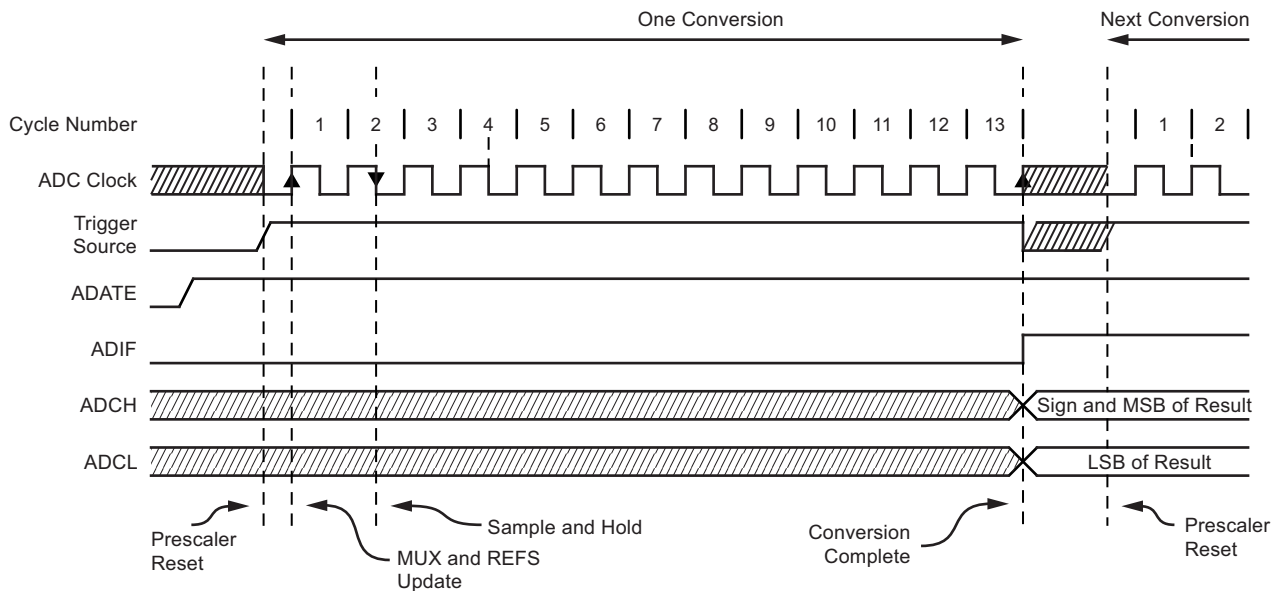 One Conversion
Next Conversion
Cycle Number
1 2 3 4 5 6 7 8 9 10 11 12 13 1 2
ADC Clock
Trigger
Source
ADATE
ADIF
ADCH
Sign and MSB of Result
ADCL
LSB of Result
Prescaler
Reset
MUX and REFS
Update
Sample and Hold
Conversion
Complete
Prescaler
Reset